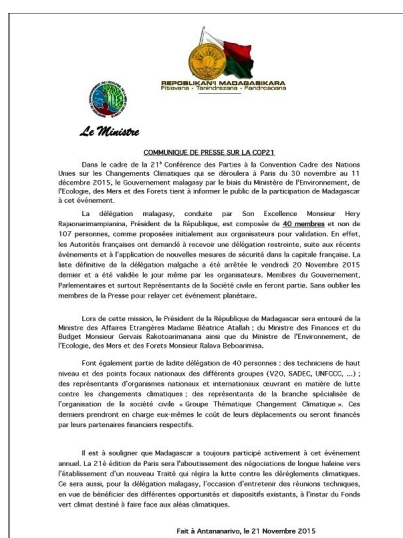 REPOBLIKAN'I MADAGASIKARA
Fitiavana - Tanindrazana - Fandrosoana
Le Ministre
COMMUNIQUE DE PRESSE SUR LA COP21
Dans le cadre de la 21è Conférence des Parties à la Convention Cadre des Nations
Unies sur les Changements Climatiques qui se déroulera à Paris du 30 novembre au 11
décembre 2015, le Gouvernement malagasy par le biais du Ministère de l'Environnement, de
l'Ecologie, des Mers et des Forets tient à informer le public de la participation de Madagascar
à cet événement.
La délégation malagasy, conduite par Son Excellence Monsieur Hery
Rajaonarimampianina, Président de la République, est composée de 40 membres et non de
107 personnes, comme proposées initialement aux organisateurs pour validation. En effet,
les Autorités françaises ont demandé à recevoir une délégation restreinte, suite aux récents
événements et à l'application de nouvelles mesures de sécurité dans la capitale française. La
liste définitive de la délégation malgache a été arrêtée le vendredi 20 Novembre 2015
dernier et a été validée le jour même par les organisateurs. Membres du Gouvernement,
Parlementaires et surtout Représentants de la Société civile en feront partie. Sans oublier les
membres de la Presse pour relayer cet événement planétaire.
Lors de cette mission, le Président de la République de Madagascar sera entouré de la
Ministre des Affaires Etrangères Madame Béatrice Atallah ; du Ministre des Finances et du
Budget Monsieur Gervais Rakotoarimanana ainsi que du Ministre de l'Environnement, de
l'Ecologie, des Mers et des Forets Monsieur Ralava Beboarimisa.
Font également partie de ladite délégation de 40 personnes : des techniciens de haut
niveau et des points focaux nationaux des différents groupes (V20, SADEC, UNFCCC, ...) ;
des représentants d'organismes nationaux et internationaux œuvrant en matière de lutte
contre les changements climatiques ; des représentants de la branche spécialisée de
l'organisation de la société civile « Groupe Thématique Changement Climatique ». Ces
derniers prendront en charge eux-mêmes le coût de leurs déplacements ou seront financés
par leurs partenaires financiers respectifs.
Il est à souligner que Madagascar a toujours participé activement à cet événement
annuel. La 21è édition de Paris sera l'aboutissement des négociations de longue haleine vers
l'établissement d'un nouveau Traité qui régira la lutte contre les dérèglements climatiques.
Ce sera aussi, pour la délégation malagasy, l'occasion d'entretenir des réunions techniques,
en vue de bénéficier des différentes opportunités et dispositifs existants, à l'instar du Fonds
vert climat destiné à faire face aux aléas climatiques.
Fait à Antananarivo, le 21 Novembre 2015